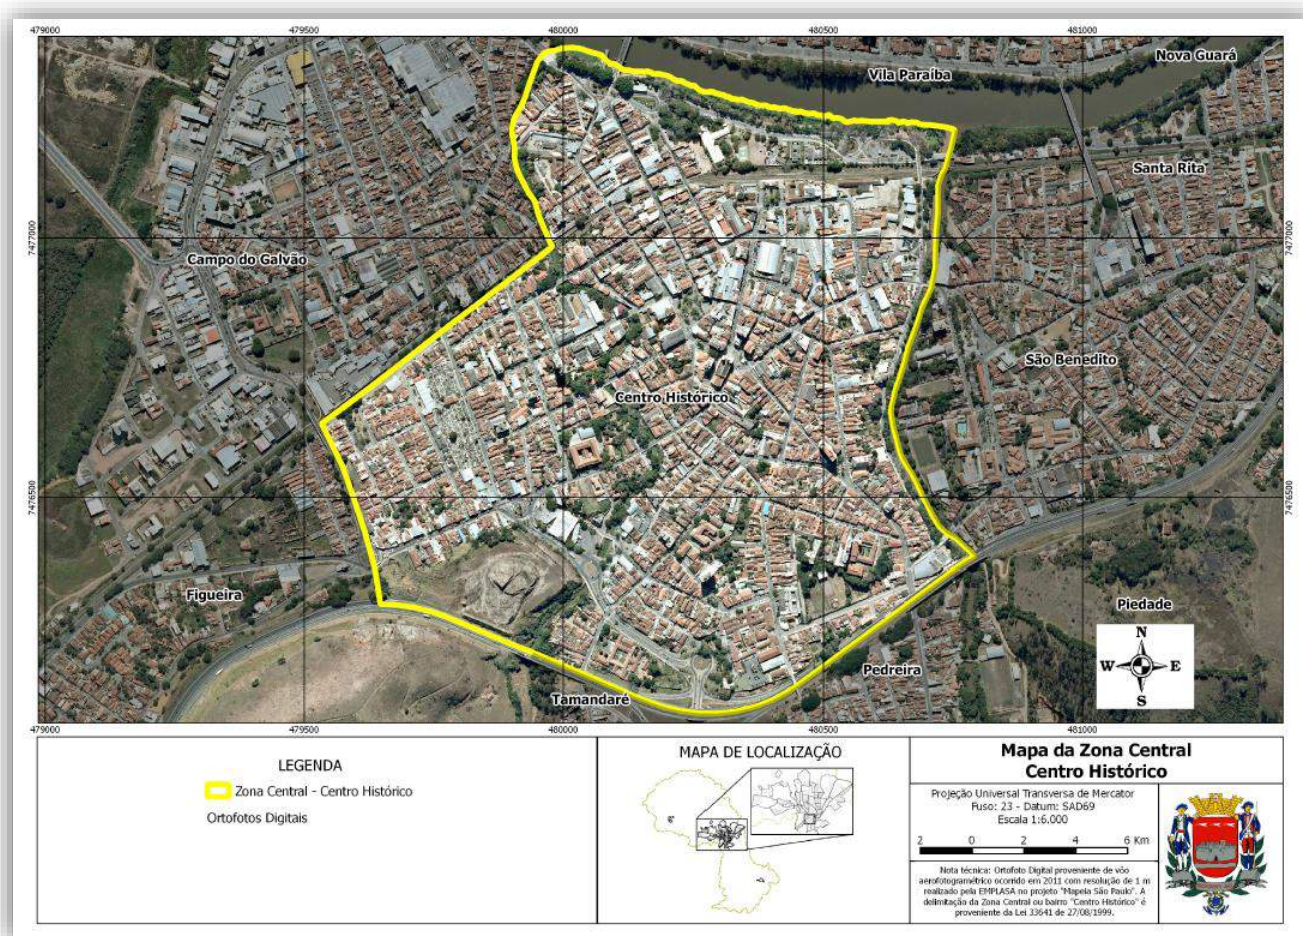 479000
479500
480000
480500
481000
Nova Guará
Vila Paraíba
Santa Rita
7477000
7477000
Campo do Galvão
São Benedito
Centro Histórico
7476500
7476500
Figueira
Piedade
N
W E
S
Pedreira
Tamandaré
479000
479500
480000
480500
481000
LEGENDA
Zona Central - Centro Histórico
Ortofotos Digitais
MAPA DE LOCALIZAÇÃO
Mapa da Zona Central
Centro Histórico
Projeção Universal Transversa de Mercator
Fuso: 23 - Datum: SAD69
Escala 1:6.000
2 0 2 4 6 Km
Nota técnica: Ortofoto Digital proveniente de vôo
aerofotogramétrico ocorrido em 2011 com resolução de 1 m
realizado pela EMPLASA no projeto "Mapeia São Paulo". A
delimitação da Zona Central ou bairro "Centro Histórico" é
proveniente da Lei 33641 de 27/08/1999.